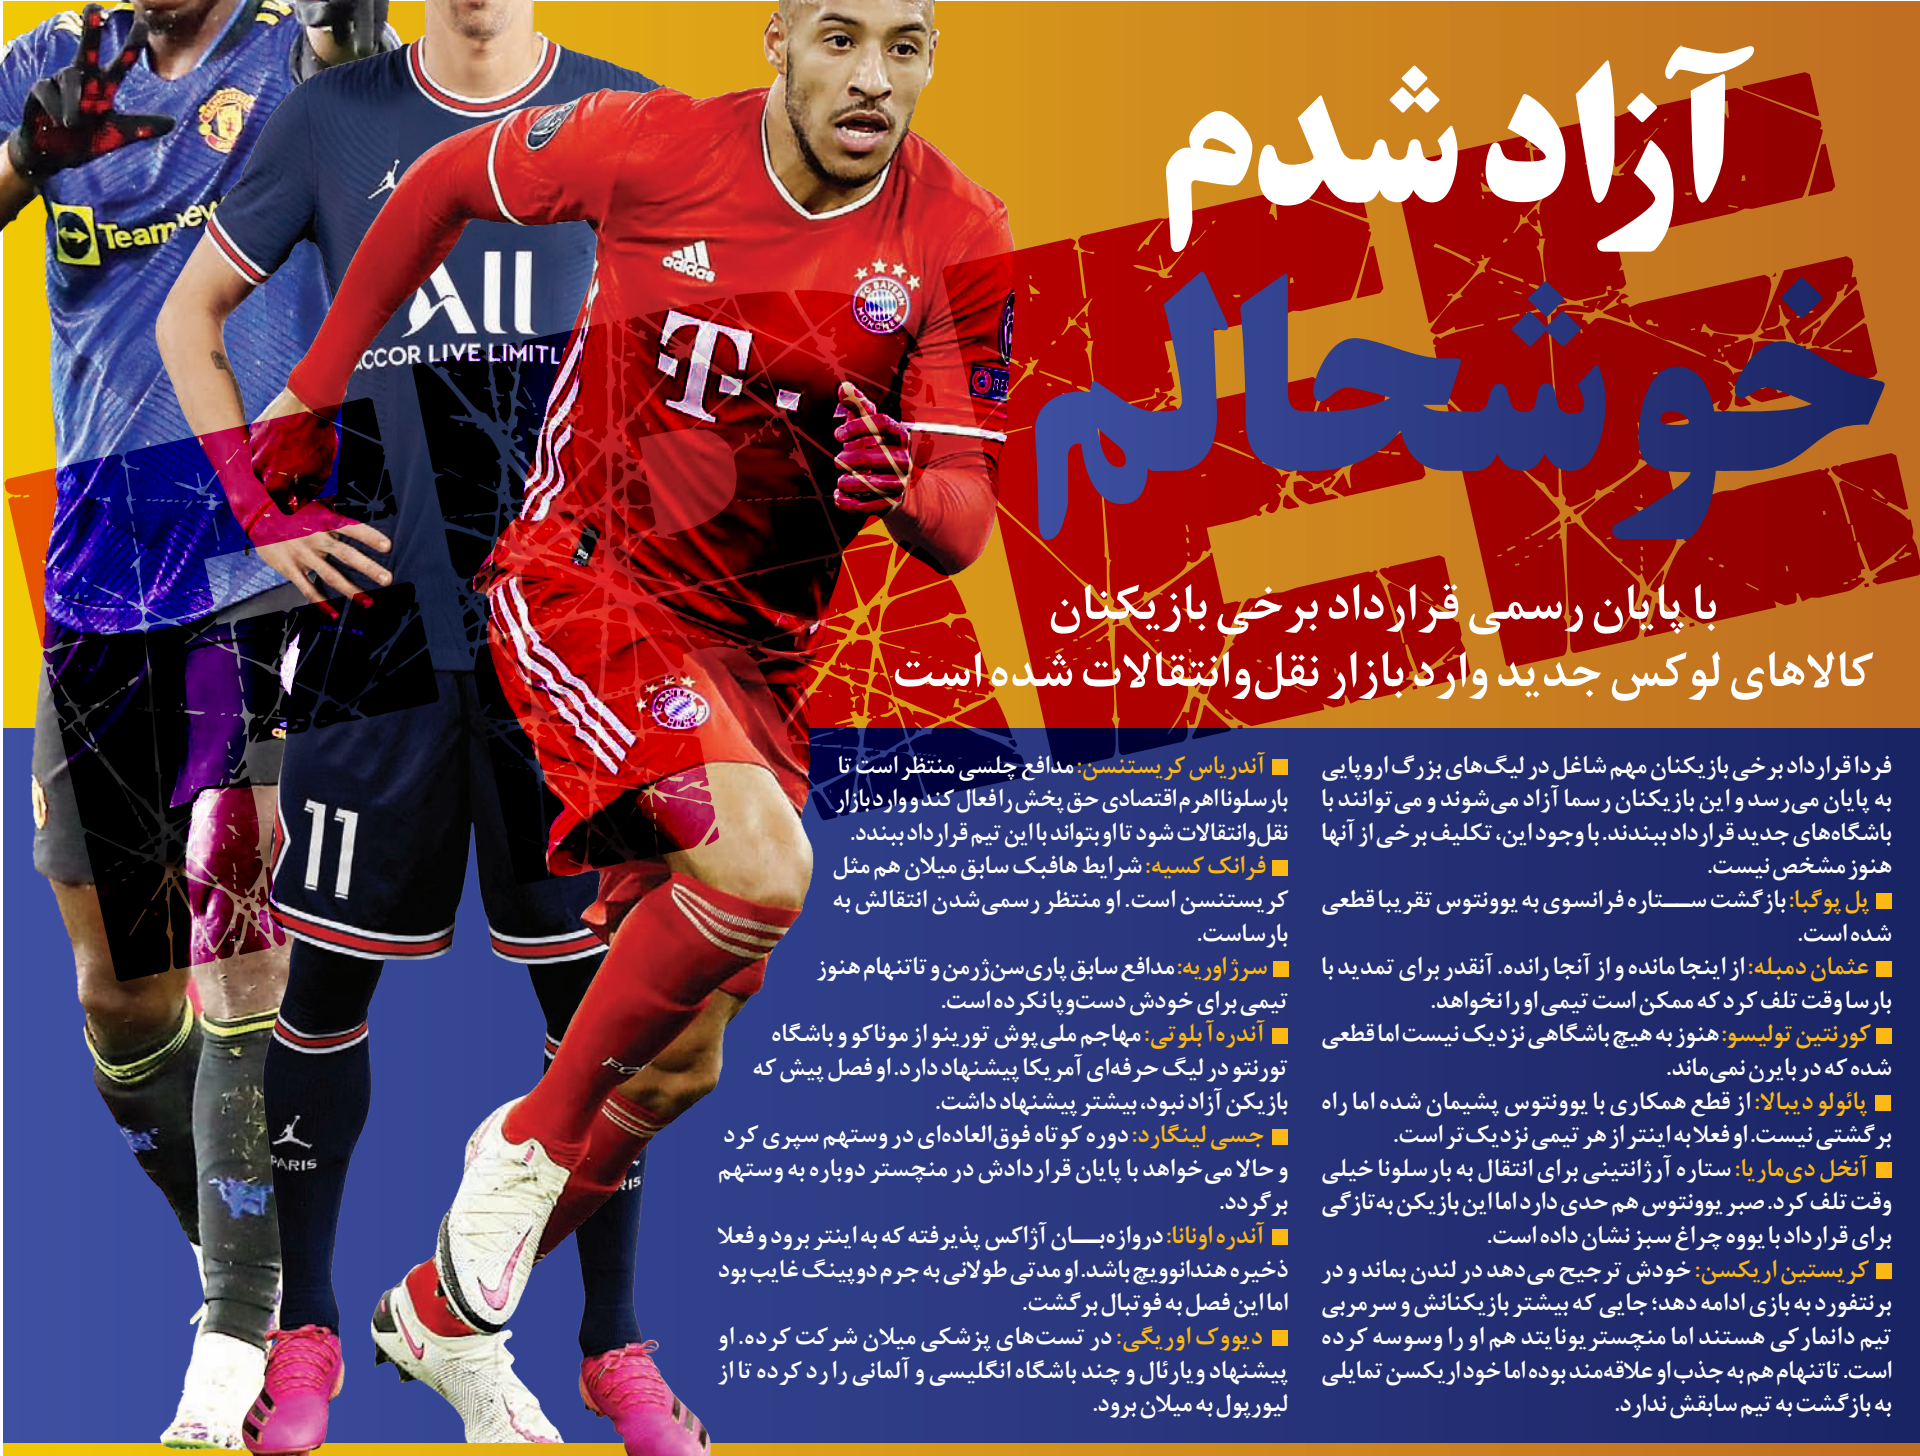 آزاد شدم
خوشحالم
FREE
AGENT
با پایان رسمی قرارداد برخی بازیکنان
کالاهای لوکس جدید وارد بازار نقل‌وانتقالات شده است
فردا قرارداد برخی بازیکنان مهم شاغل در لیگ‌های بزرگ اروپایی
به پایان می‌رسد و این بازیکنان رسما آزاد می‌شوند و می‌توانند با
باشگاه‌های جدید قرارداد ببندند. با وجود این، تکلیف برخی از آنها
هنوز مشخص نیست.
■ پل پوگبا: بازگشت ستاره فرانسوی به یوونتوس تقریبا قطعی
شده است.
■ عثمان دمبله: از اینجا مانده و از آنجا رانده. آنقدر برای تمدید با
بارسا وقت تلف کرد که ممکن است تیمی او را نخواهد.
■ کورنتین تولیسو: هنوز به هیچ باشگاهی نزدیک نیست اما قطعی
شده که در بایرن نمی‌ماند.
■ پائولو دیبالا: از قطع همکاری با یوونتوس پشیمان شده اما راه
برگشتی نیست. او فعلا به اینتر از هر تیمی نزدیک‌تر است.
■ آنخل دی‌ماریا: ستاره آرژانتینی برای انتقال به بارسلونا خیلی
وقت تلف کرد. صبر یوونتوس هم حدی دارد اما این بازیکن به‌تازگی
برای قرارداد با یووه چراغ سبز نشان داده است.
■ کریستین اریکسن: خودش ترجیح می‌دهد در لندن بماند و در
برنتفورد به بازی ادامه دهد؛ جایی که بیشتر بازیکنانش و سرمربی
تیم دانمارکی هستند اما منچستریونایتد هم او را وسوسه کرده
است. تاتنهام هم به جذب او علاقه‌مند بوده اما خود اریکسن تمایلی
به بازگشت به تیم سابقش ندارد.
■ آندریاس کریستنسن: مدافع چلسی منتظر است تا
بارسلونا اهرم اقتصادی حق پخش را فعال کند و وارد بازار
نقل‌وانتقالات شود تا او بتواند با این تیم قرارداد ببندد.
■ فرانک کسیه: شرایط هافبک سابق میلان هم مثل
کریستنسن است. او منتظر رسمی‌شدن انتقالش به
بارساست.
■ سرژ اوریه: مدافع سابق پاری‌سن‌ژرمن و تاتنهام هنوز
تیمی برای خودش دست‌وپا نکرده است.
■ آندره‌آ بلوتی: مهاجم ملی‌پوش تورینو از موناکو و باشگاه
تورنتو در لیگ حرفه‌ای آمریکا پیشنهاد دارد. او فصل پیش که
بازیکن آزاد نبود، بیشتر پیشنهاد داشت.
■ جسی لینگارد: دوره کوتاه فوق‌العاده‌ای در وستهم سپری کرد
و حالا می‌خواهد با پایان قراردادش در منچستر دوباره به وستهم
برگردد.
■ آندره اونانا: دروازه‌بان آژاکس پذیرفته که به اینتر برود و فعلا
ذخیره هندانوویچ باشد. او مدتی طولانی به جرم دوپینگ غایب بود
اما این فصل به فوتبال برگشت.
■ دیووک اوریگی: در تست‌های پزشکی میلان شرکت کرده. او
پیشنهاد ویارئال و چند باشگاه انگلیسی و آلمانی را رد کرده تا از
لیورپول به میلان برود.
Team
ALL
ACCOR LIVE LIMITL
adidas
FC BAYERN
MÜNCHEN
T
11
PARIS